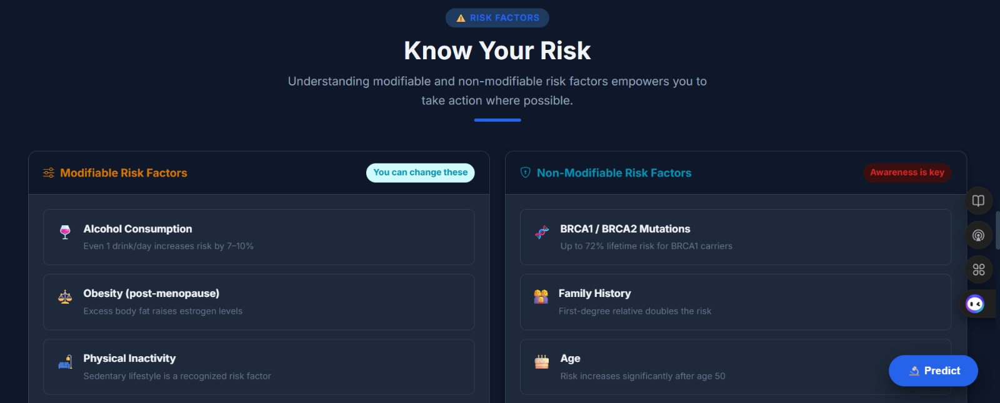 RISK FACTORS
Know Your Risk
Understanding modifiable and non-modifiable risk factors empowers you to
take action where possible.
Modifiable Risk Factors
You can change these
Alcohol Consumption
Even 1 drink/day increases risk by 7–10%
Obesity (post-menopause)
Excess body fat raises estrogen levels
Physical Inactivity
Sedentary lifestyle is a recognized risk factor
Non-Modifiable Risk Factors
Awareness is key
BRCA1 / BRCA2 Mutations
Up to 72% lifetime risk for BRCA1 carriers
Family History
First-degree relative doubles the risk
Age
Risk increases significantly after age 50
Predict